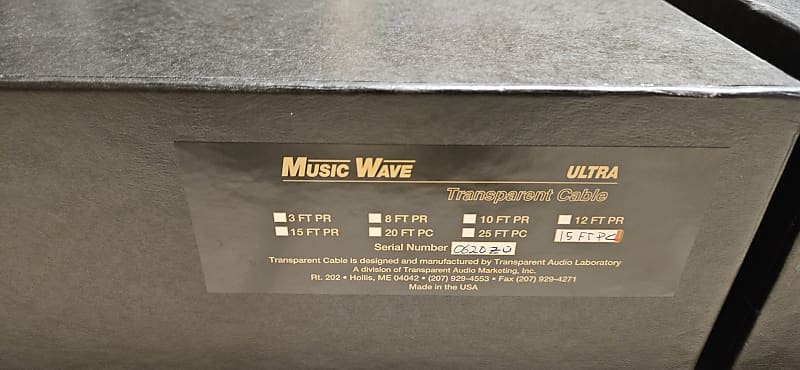 MUSIC WAVE ULTRA
Transparent Cable
3 FT PR 8 FT PR 10 FT PR 12 FT PR
15 FT PR 20 FT PC 25 FT PC 15 FT PC
Serial Number 0620ZU
Transparent Cable is designed and manufactured by Transparent Audio Laboratory
A division of Transparent Audio Marketing, Inc.
Rt. 202 • Hollis, ME 04042 • (207) 929-4553 • Fax (207) 929-4271
Made in the USA